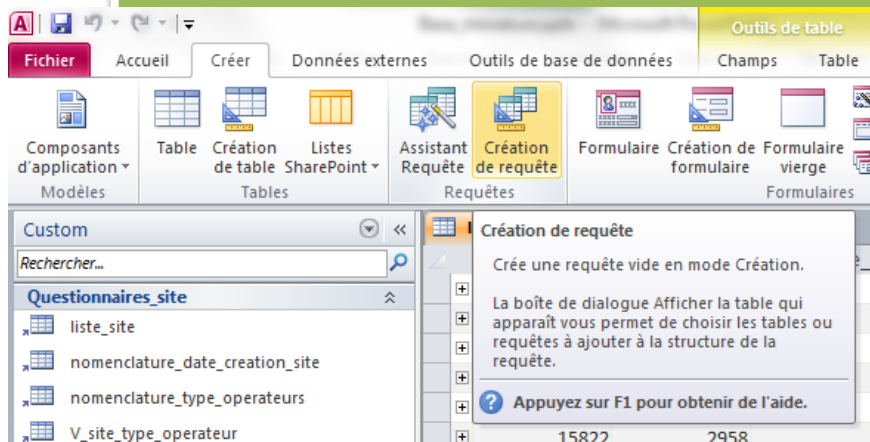 Outils de table
Fichier Accueil Créer Données externes Outils de base de données Champs Table
Composants d'application
Table
Création de table
Listes SharePoint
Assistant Requête
Création de requête
Formulaire
Création de formulaire
Formulaire vierge
Modèles Tables Requêtes Formulaires
Custom
Rechercher...
Questionnaires_site
liste_site
nomenclature_date_creation_site
nomenclature_type_operateurs
V_site_type_operateur
Création de requête
Crée une requête vide en mode Création.
La boîte de dialogue Afficher la table qui
apparaît vous permet de choisir les tables ou
requêtes à ajouter à la structure de la
requête.
Appuyez sur F1 pour obtenir de l'aide.
15822 2958